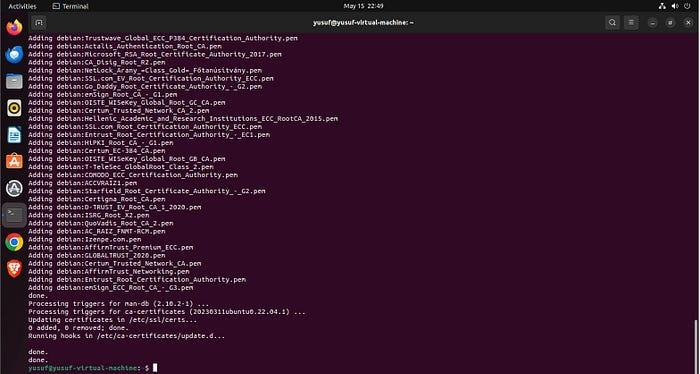 Activities Terminal May 15 22:49
yusuf@yusuf-virtual-machine: ~
Adding debian:Trustwave_Global_ECC_P384_Certification_Authority.pem
Adding debian:Actalis_Authentication_Root_CA.pem
Adding debian:Microsoft_RSA_Root_Certificate_Authority_2017.pem
Adding debian:CA_Disig_Root_R2.pem
Adding debian:NetLock_Arany_=Class_Gold=_Főtanúsítvány.pem
Adding debian:SSL.com_EV_Root_Certification_Authority_ECC.pem
Adding debian:Go_Daddy_Root_Certificate_Authority_-_G2.pem
Adding debian:emSign_Root_CA_-_G1.pem
Adding debian:OISTE_WISeKey_Global_Root_GC_CA.pem
Adding debian:Certum_Trusted_Network_CA_2.pem
Adding debian:Hellenic_Academic_and_Research_Institutions_ECC_RootCA_2015.pem
Adding debian:SSL.com_Root_Certification_Authority_ECC.pem
Adding debian:Entrust_Root_Certification_Authority_-_EC1.pem
Adding debian:HiPKI_Root_CA_-_G1.pem
Adding debian:Certum_EC-384_CA.pem
Adding debian:OISTE_WISeKey_Global_Root_GB_CA.pem
Adding debian:T-TeleSec_GlobalRoot_Class_2.pem
Adding debian:COMODO_ECC_Certification_Authority.pem
Adding debian:ACCVRAIZ1.pem
Adding debian:Starfield_Root_Certificate_Authority_-_G2.pem
Adding debian:Certigna_Root_CA.pem
Adding debian:D-TRUST_EV_Root_CA_1_2020.pem
Adding debian:ISRG_Root_X2.pem
Adding debian:QuoVadis_Root_CA_2.pem
Adding debian:AC_RAIZ_FNMT-RCM.pem
Adding debian:Izenpe.com.pem
Adding debian:AffirmTrust_Premium_ECC.pem
Adding debian:GLOBALTRUST_2020.pem
Adding debian:Certum_Trusted_Network_CA.pem
Adding debian:AffirmTrust_Networking.pem
Adding debian:Entrust_Root_Certification_Authority.pem
Adding debian:emSign_ECC_Root_CA_-_G3.pem
done.
Processing triggers for man-db (2.10.2-1) ...
Processing triggers for ca-certificates (20230311ubuntu0.22.04.1) ...
Updating certificates in /etc/ssl/certs...
0 added, 0 removed; done.
Running hooks in /etc/ca-certificates/update.d...
done.
done.
yusuf@yusuf-virtual-machine:~$